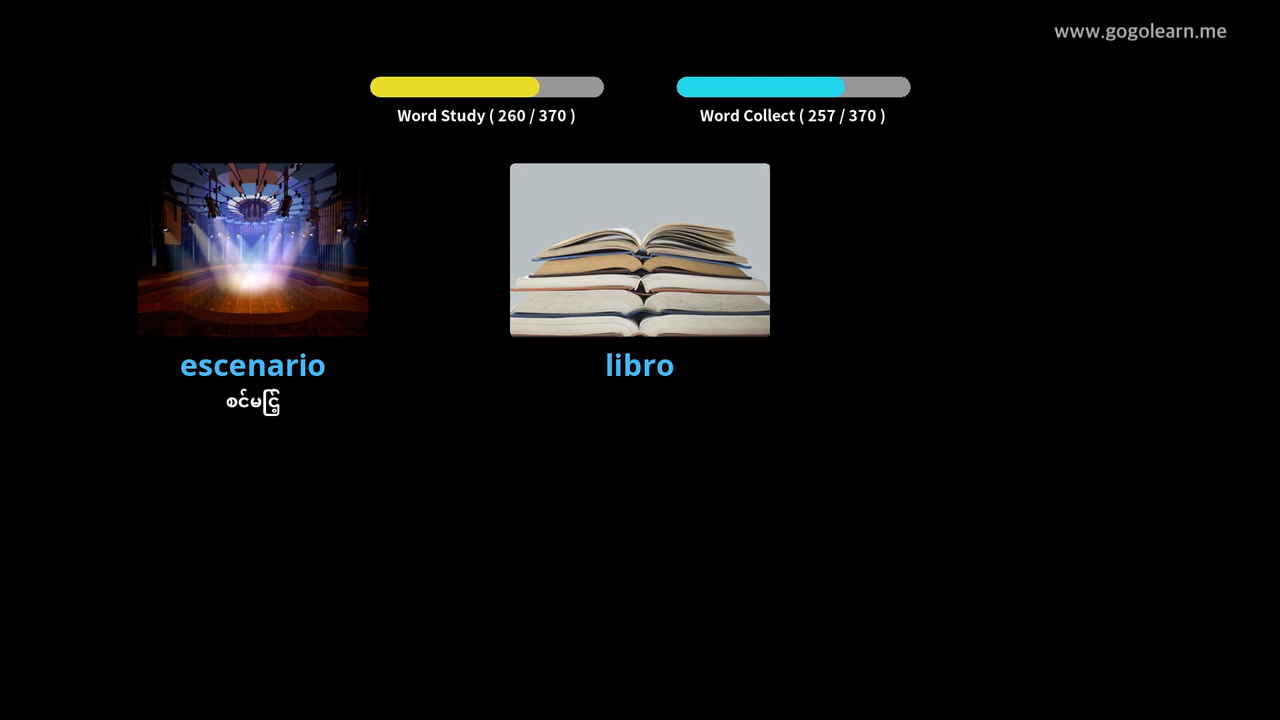 www.gogolearn.me
Word Study ( 260 / 370 )
Word Collect ( 257 / 370 )
escenario
စင်မြင့်
libro